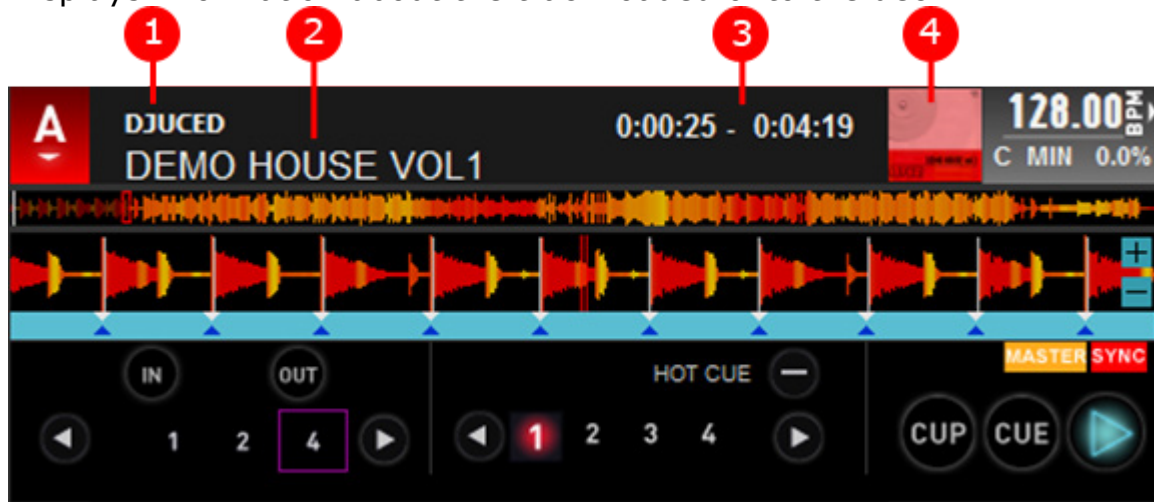 1 2 3 4
A DJUCED 0:00:25 - 0:04:19 128.00 BPM
DEMO HOUSE VOL1 C MIN 0.0%
+
−
MASTER SYNC
IN OUT HOT CUE −
1 2 4 1 2 3 4 CUP CUE